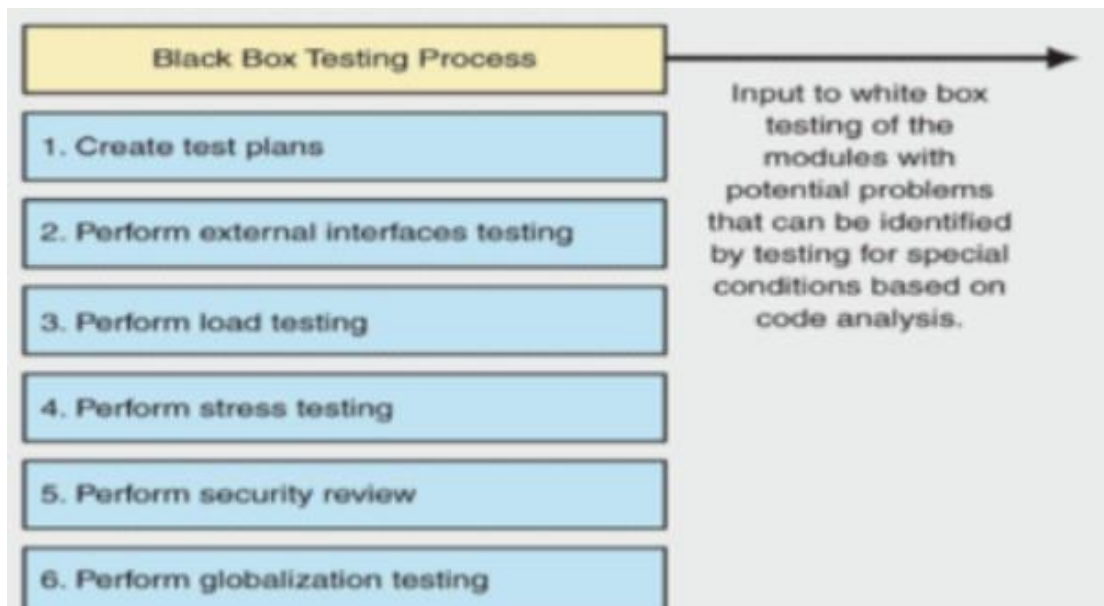 Black Box Testing Process
Input to white box
testing of the
modules with
potential problems
that can be identified
by testing for special
conditions based on
code analysis.
1. Create test plans
2. Perform external interfaces testing
3. Perform load testing
4. Perform stress testing
5. Perform security review
6. Perform globalization testing